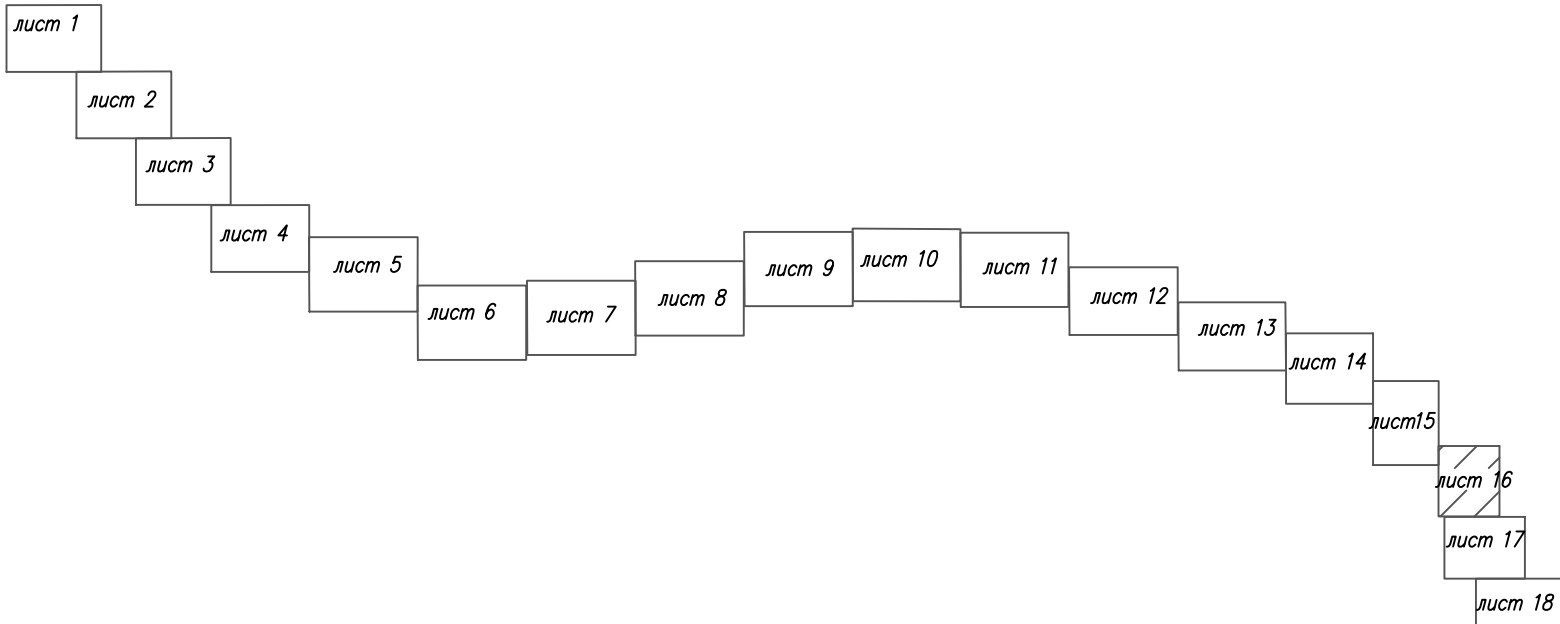 лист 1
лист 2
лист 3
лист 4
лист 5
лист 6
лист 7
лист 8
лист 9
лист 10
лист 11
лист 12
лист 13
лист 14
лист15
лист 16
лист 17
лист 18